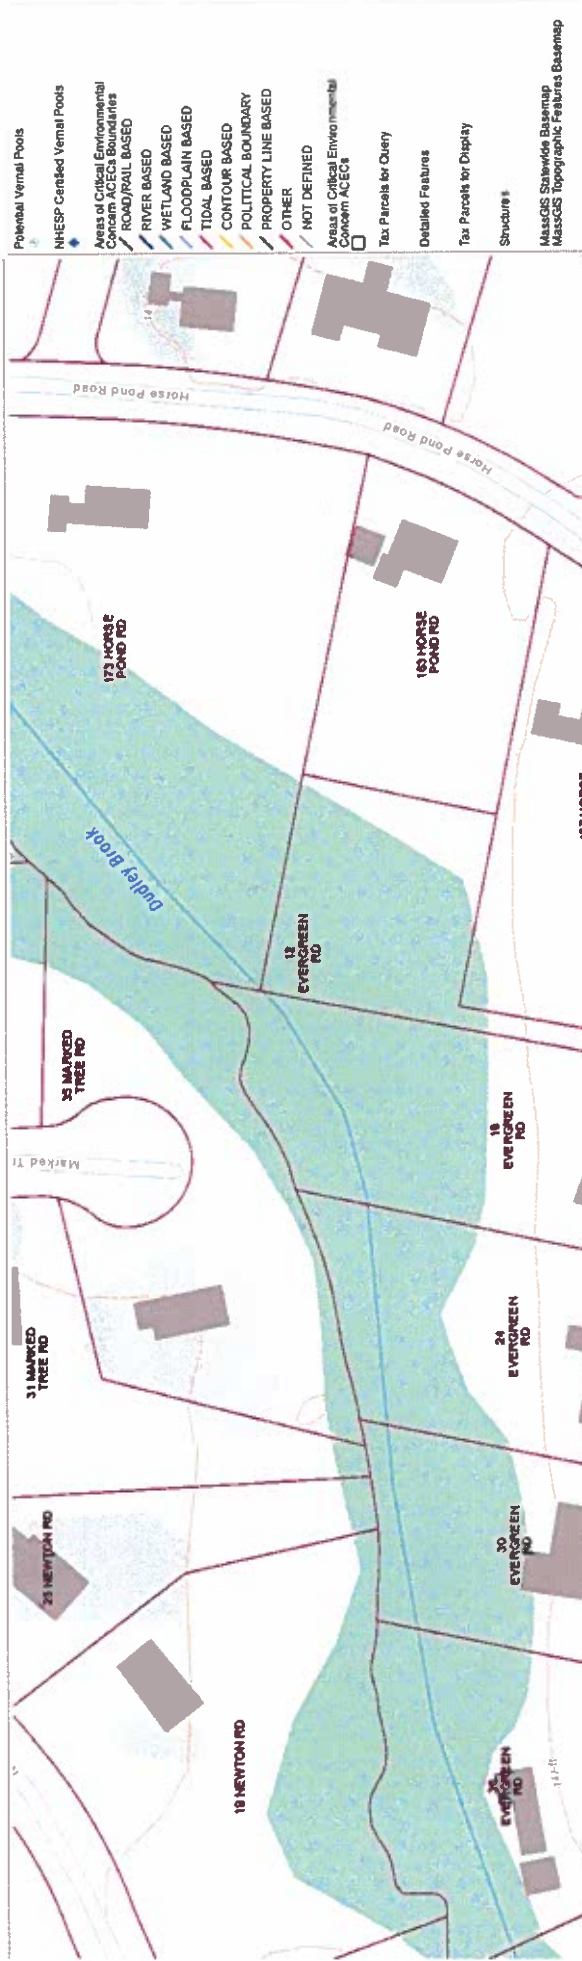 Potential Vernal Pools
NHESP Certified Vernal Pools
Areas of Critical Environmental
Concern ACECs Boundaries
ROAD/RAIL BASED
RIVER BASED
WETLAND BASED
FLOODPLAIN BASED
TIDAL BASED
CONTOUR BASED
POLITICAL BOUNDARY
PROPERTY LINE BASED
OTHER
NOT DEFINED
Areas of Critical Environmental
Concern ACECs
Tax Parcels for Query
Detailed Features
Tax Parcels for Display
Structures
MassGIS Statewide Basemap
MassGIS Topographic Features Basemap
Horse Pond Road
Horse Pond Road
173 HORSE
POND RD
163 HORSE
POND RD
Dudley Brook
12
EVERGREEN
RD
35 MARKED
TREE RD
Marked Tr
18
EVERGREEN
RD
31 MARKED
TREE RD
24
EVERGREEN
RD
25 NEWTON RD
30
EVERGREEN
RD
19 NEWTON RD
EVERGREEN
RD